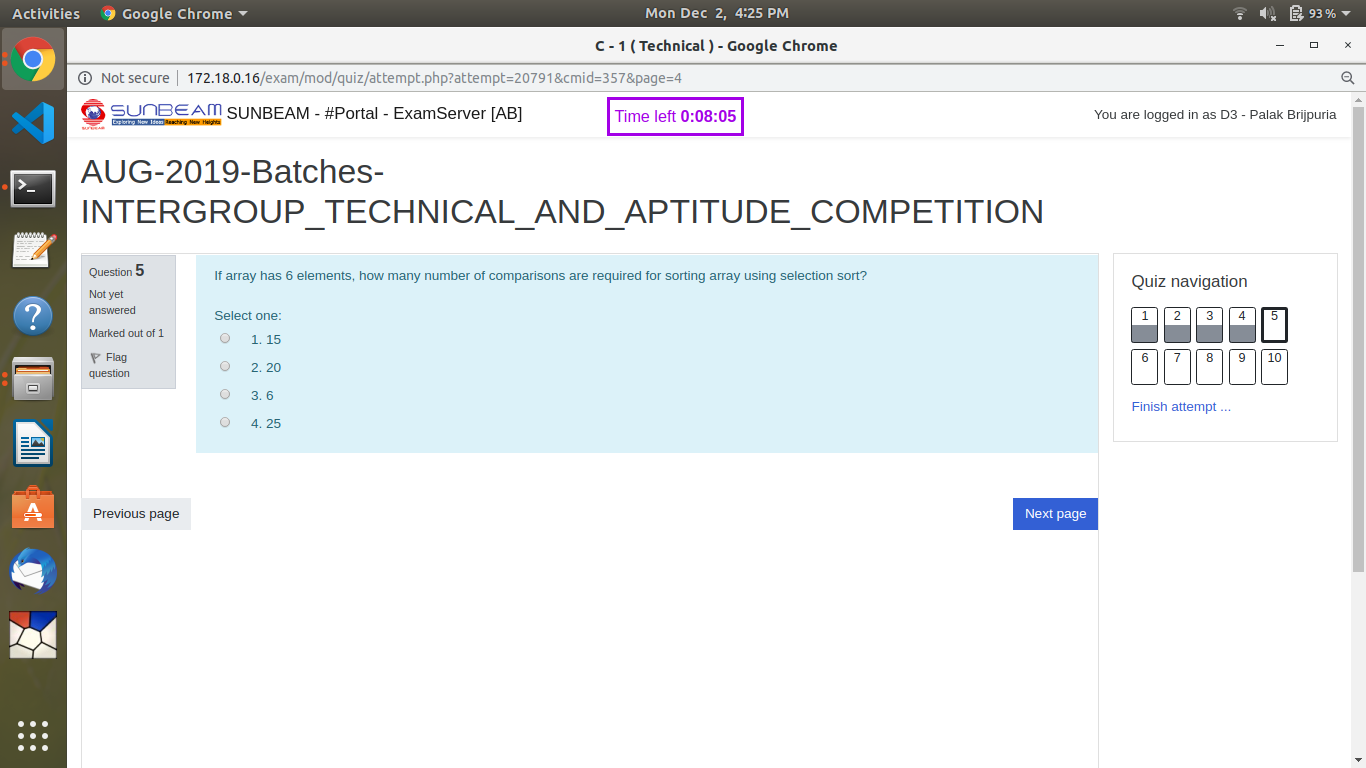 Activities
Google Chrome
Mon Dec 2, 4:25 PM
93 %
C - 1 ( Technical ) - Google Chrome
Not secure
172.18.0.16/exam/mod/quiz/attempt.php?attempt=20791&cmid=357&page=4
SUNBEAM
Exploring New Ideas Reaching New Heights
SUNBEAM
SUNBEAM - #Portal - ExamServer [AB]
Time left 0:08:05
You are logged in as D3 - Palak Brijpuria
AUG-2019-Batches-
INTERGROUP_TECHNICAL_AND_APTITUDE_COMPETITION
Question 5
Not yet
answered
Marked out of 1
Flag
question
If array has 6 elements, how many number of comparisons are required for sorting array using selection sort?
Select one:
1. 15
2. 20
3. 6
4. 25
Previous page
Next page
Quiz navigation
1 2 3 4 5
6 7 8 9 10
Finish attempt ...